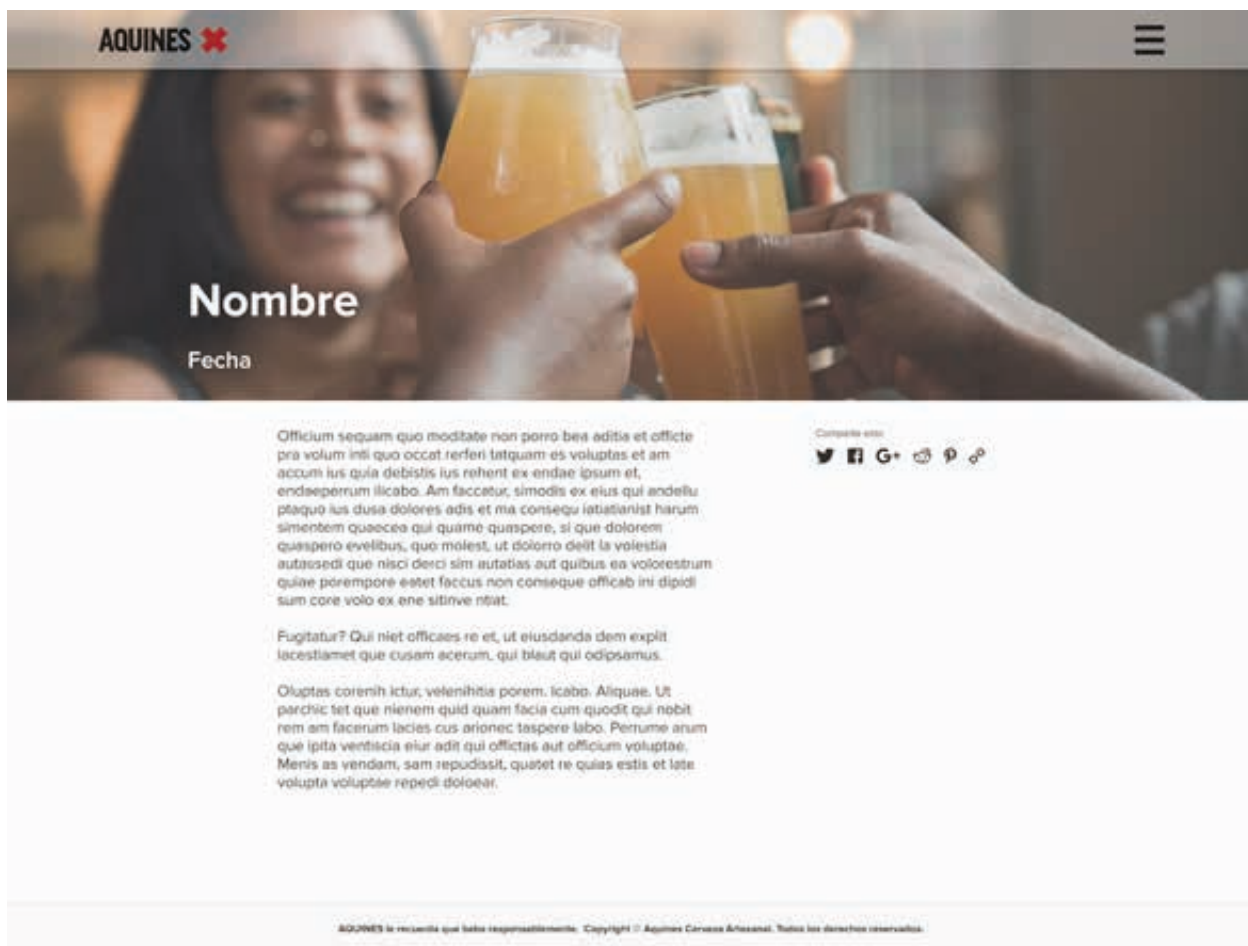 AQUINES
Nombre
Fecha
Officium sequam quo moditate non porro bea aditia et officte
pra volum inti quo occat rerferi tatquam es voluptas et am
accum ius quia debistis ius rehent ex endae ipsum et,
endaeperrum ilicabo. Am faccatur, simodis ex eius qui andellu
ptaquo ius dusa dolores adis et ma consequ iatiatianist harum
simentem quaecea qui quame quaspere, si que dolorem
quaspero evelibus, quo molest, ut dolorro delit la volestia
autassedi que nisci derci sim autatias aut quibus ea volorestrum
quiae porempore eatet faccus non conseque officab ini dipidi
sum core volo ex ene sitinve ntiat.
Fugitatur? Qui niet officaes re et, ut eiusdanda dem explit
lacestiamet que cusam acerum, qui blaut qui odipsamus.
Oluptas corenih ictur, velenihitia porem. Icabo. Aliquae. Ut
parchic tet que nienem quid quam facia cum quodit qui nobit
rem am facerum lacias cus arionec taspere labo. Perrume arum
que ipita ventiscia eiur adit qui offictas aut officium voluptae.
Menis as vendam, sam repudissit, quatet re quias estis et late
volupta voluptae repedi doloear.
Comparte esto:
G+
AQUINES te recuerda que bebe responsablemente. Copyright © Aquines Cerveza Artesanal. Todos los derechos reservados.